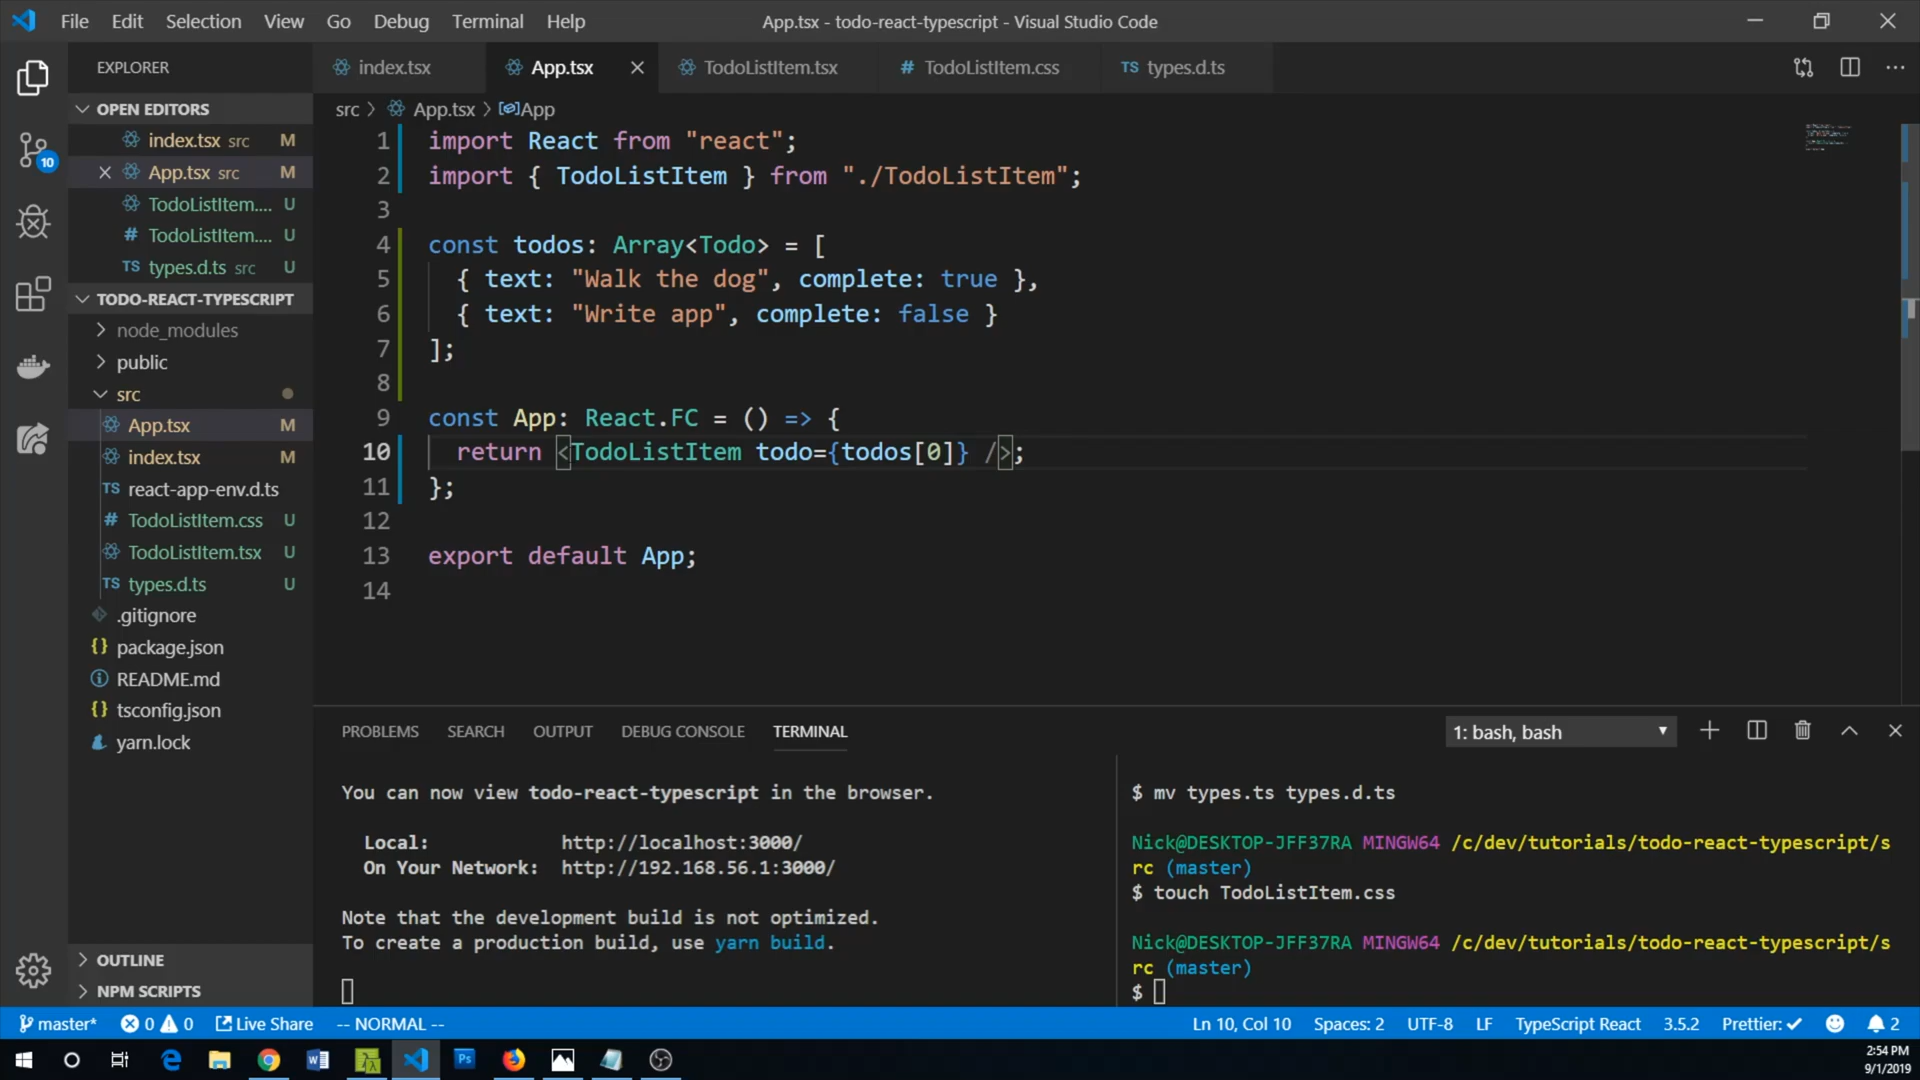 File Edit Selection View Go Debug Terminal Help
App.tsx - todo-react-typescript - Visual Studio Code
EXPLORER
index.tsx
App.tsx
TodoListItem.tsx
# TodoListItem.css
TS types.d.ts
OPEN EDITORS
index.tsx src M
App.tsx src M
TodoListItem.... U
# TodoListItem.... U
TS types.d.ts src U
10
TODO-REACT-TYPESCRIPT
node_modules
public
src
App.tsx M
index.tsx M
TS react-app-env.d.ts
# TodoListItem.css U
TodoListItem.tsx U
TS types.d.ts U
.gitignore
{} package.json
README.md
{} tsconfig.json
yarn.lock
OUTLINE
NPM SCRIPTS
src > App.tsx > App
1 import React from "react";
2 import { TodoListItem } from "./TodoListItem";
3
4 const todos: Array<Todo> = [
5 { text: "Walk the dog", complete: true },
6 { text: "Write app", complete: false }
7 ];
8
9 const App: React.FC = () => {
10 return <TodoListItem todo={todos[0]} />;
11 };
12
13 export default App;
14
PROBLEMS SEARCH OUTPUT DEBUG CONSOLE TERMINAL
1: bash, bash
You can now view todo-react-typescript in the browser.
Local: http://localhost:3000/
On Your Network: http://192.168.56.1:3000/
Note that the development build is not optimized.
To create a production build, use yarn build.
$ mv types.ts types.d.ts
Nick@DESKTOP-JFF37RA MINGW64 /c/dev/tutorials/todo-react-typescript/s
rc (master)
$ touch TodoListItem.css
Nick@DESKTOP-JFF37RA MINGW64 /c/dev/tutorials/todo-react-typescript/s
rc (master)
$
master* 0 0 Live Share -- NORMAL --
Ln 10, Col 10 Spaces: 2 UTF-8 LF TypeScript React 3.5.2 Prettier: ✓ 2
Ps
2:54 PM
9/1/2019